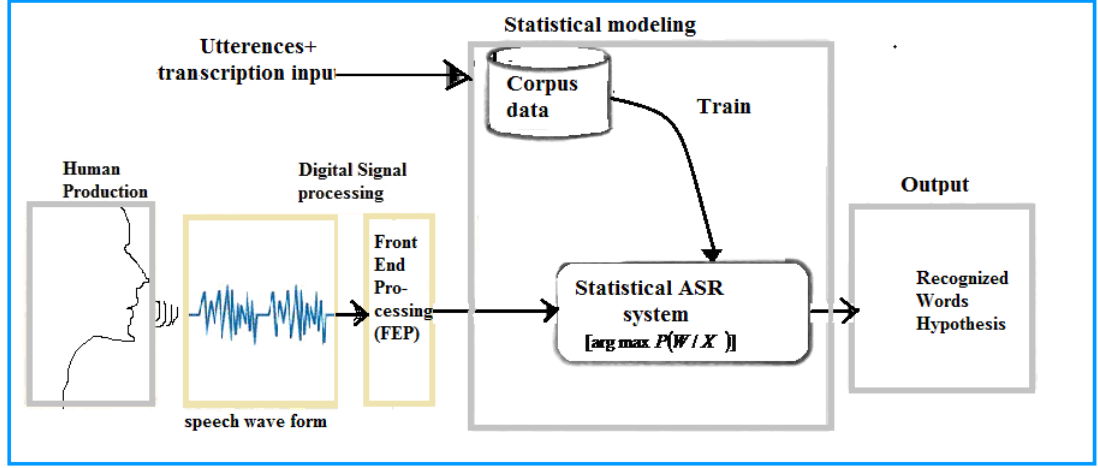 Statistical modeling
Utterences+
transcription input
Corpus
data
Train
Human
Production
Digital Signal
processing
Output
Front
End
Pro-
cessing
(FEP)
Statistical ASR
system
[arg max P(W / X )]
Recognized
Words
Hypothesis
speech wave form